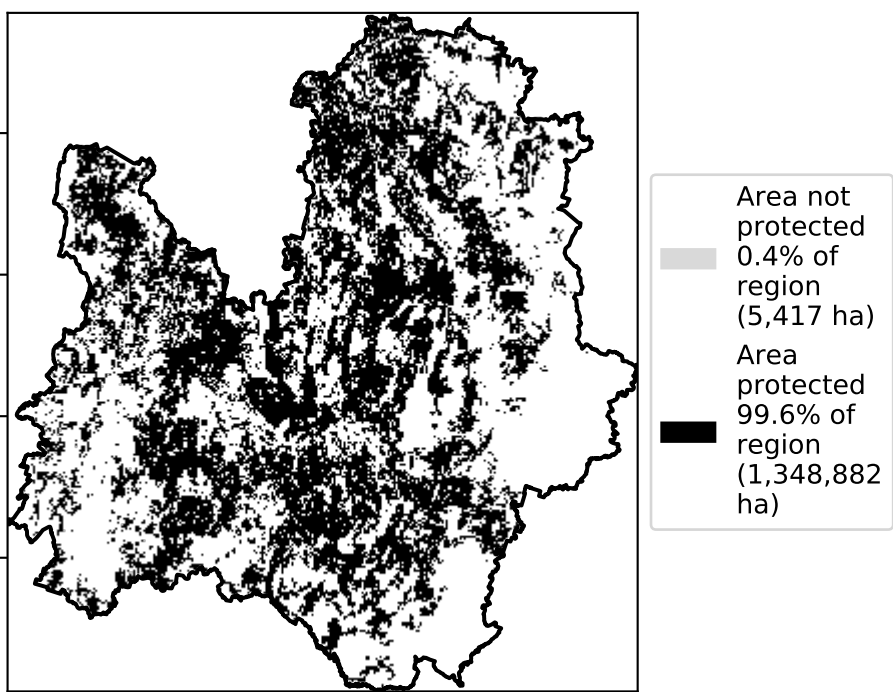 Area not
protected
0.4% of
region
(5,417 ha)
Area
protected
99.6% of
region
(1,348,882
ha)